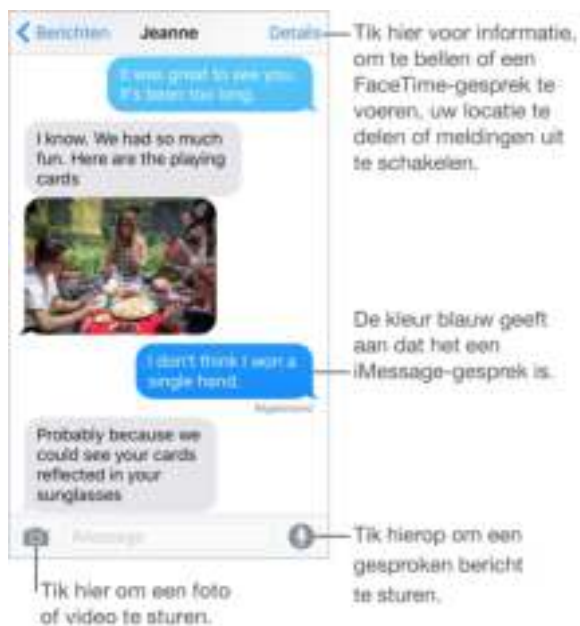 Berichten Jeanne Details
Tik hier voor informatie,
om te bellen of een
FaceTime-gesprek te
voeren, uw locatie te
delen of meldingen uit
te schakelen.
It was great to see you.
It's been too long.
I know. We had so much
fun. Here are the playing
cards
De kleur blauw geeft
aan dat het een
iMessage-gesprek is.
I don't think I won a
single hand.
Probably because we
could see your cards
reflected in your
sunglasses
iMessage
Tik hierop om een
gesproken bericht
te sturen.
Tik hier om een foto
of video te sturen.